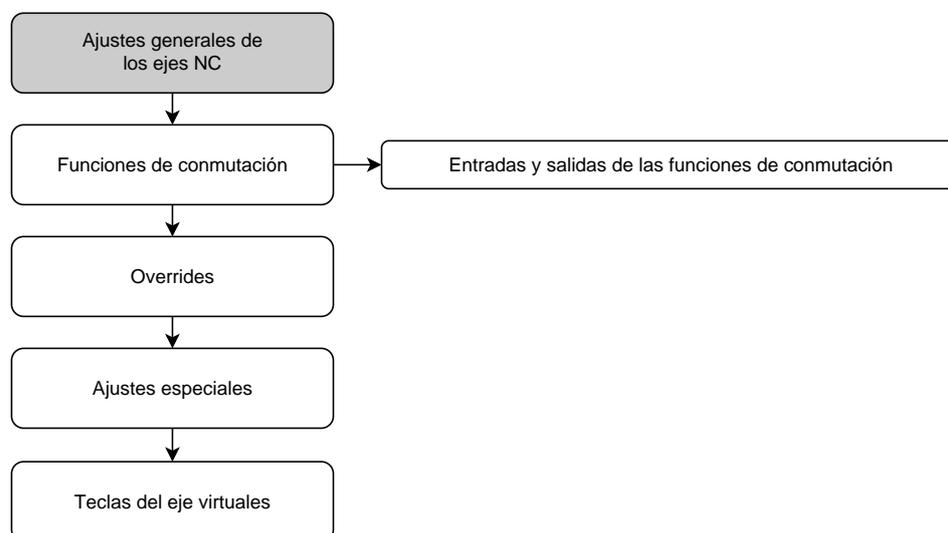 Ajustes generales de
los ejes NC
Funciones de conmutación
Entradas y salidas de las funciones de conmutación
Overrides
Ajustes especiales
Teclas del eje virtuales